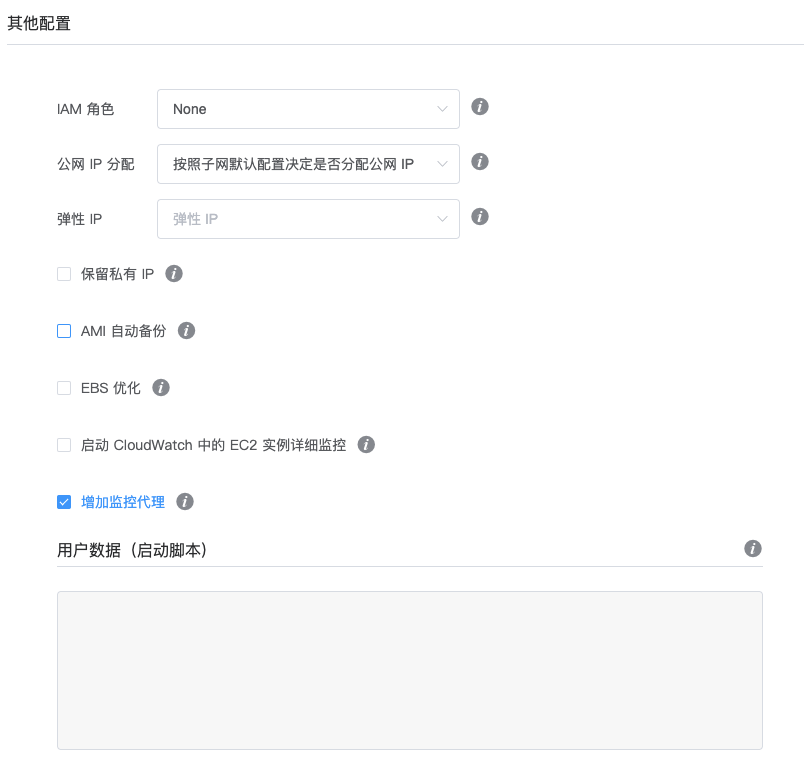 其他配置
IAM 角色
None
公网 IP 分配
按照子网默认配置决定是否分配公网 IP
弹性 IP
弹性 IP
保留私有 IP
AMI 自动备份
EBS 优化
启动 CloudWatch 中的 EC2 实例详细监控
增加监控代理
用户数据（启动脚本）